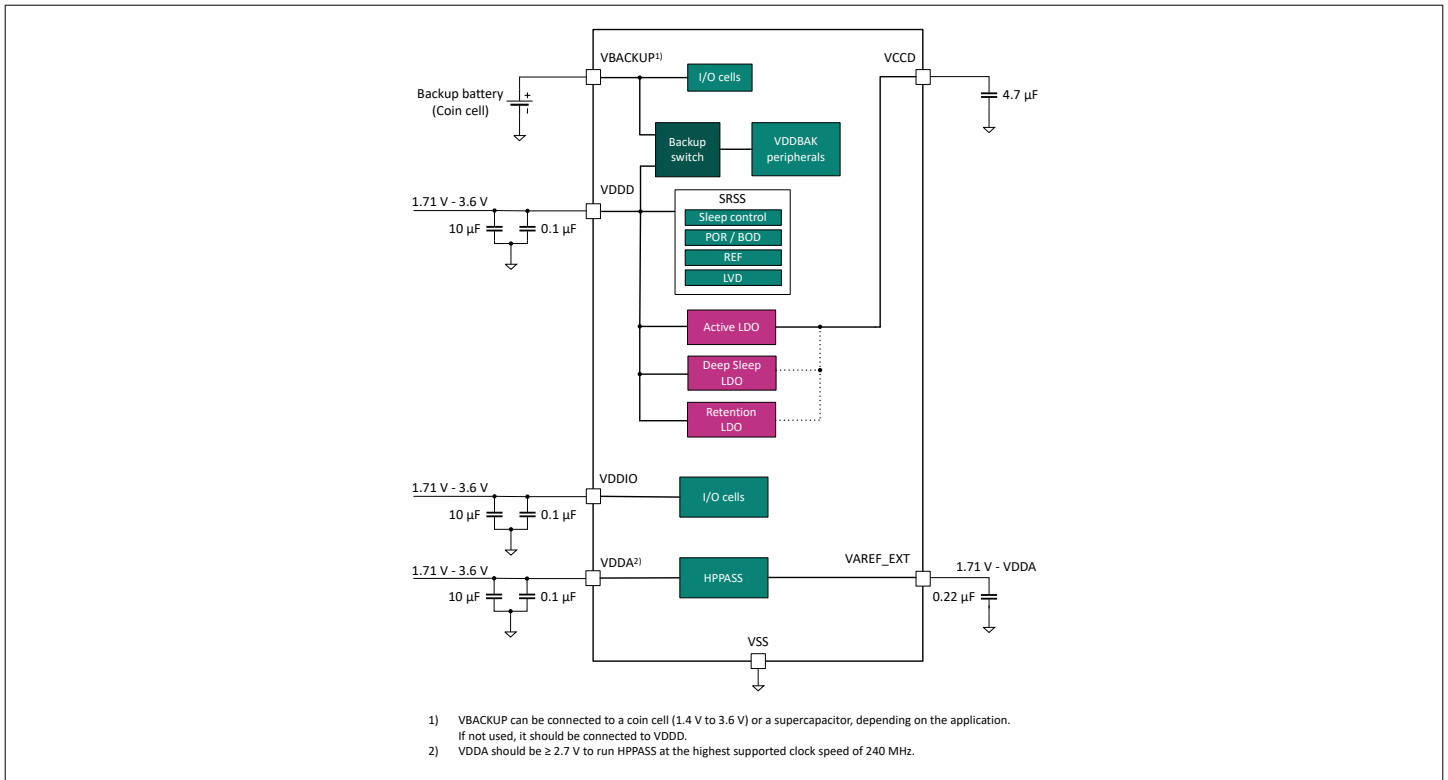 VBACKUP1)
VCCD
I/O cells
Backup battery
(Coin cell)
+
-
4.7 µF
Backup
switch
VDDBAK
peripherals
VDDD
1.71 V - 3.6 V
10 µF
0.1 µF
SRSS
Sleep control
POR / BOD
REF
LVD
Active LDO
Deep Sleep
LDO
Retention
LDO
VDDIO
1.71 V - 3.6 V
10 µF
0.1 µF
I/O cells
VDDA2)
1.71 V - 3.6 V
10 µF
0.1 µF
HPPASS
VAREF_EXT
1.71 V - VDDA
0.22 µF
VSS
1) VBACKUP can be connected to a coin cell (1.4 V to 3.6 V) or a supercapacitor, depending on the application.
If not used, it should be connected to VDDD.
2) VDDA should be ≥ 2.7 V to run HPPASS at the highest supported clock speed of 240 MHz.